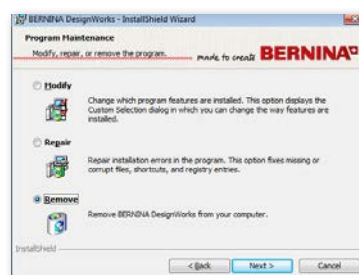 BERNINA DesignWorks - InstallShield Wizard
Program Maintenance
Modify, repair, or remove the program.
made to create BERNINA
Modify
Change which program features are installed. This option displays the
Custom Selection dialog in which you can change the way features are
installed.
Repair
Repair installation errors in the program. This option fixes missing or
corrupt files, shortcuts, and registry entries.
Remove
Remove BERNINA DesignWorks from your computer.
InstallShield
< Back
Next >
Cancel